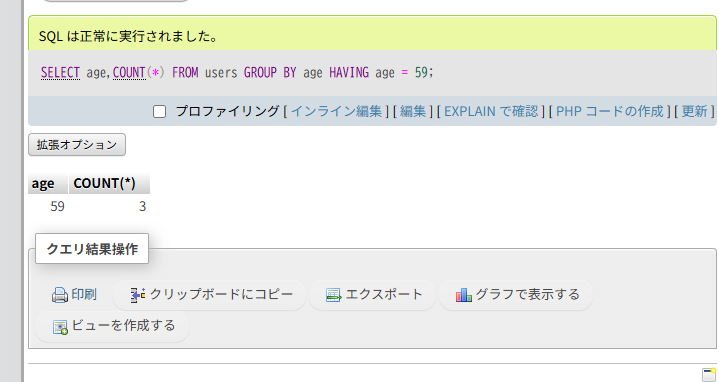 SQL は正常に実行されました。
SELECT age,COUNT(*) FROM users GROUP BY age HAVING age = 59;
プロファイリング [ インライン編集 ] [ 編集 ] [ EXPLAIN で確認 ] [ PHP コードの作成 ] [ 更新 ]
拡張オプション
age COUNT(*)
59 3
クエリ結果操作
印刷 クリップボードにコピー エクスポート グラフで表示する
ビューを作成する